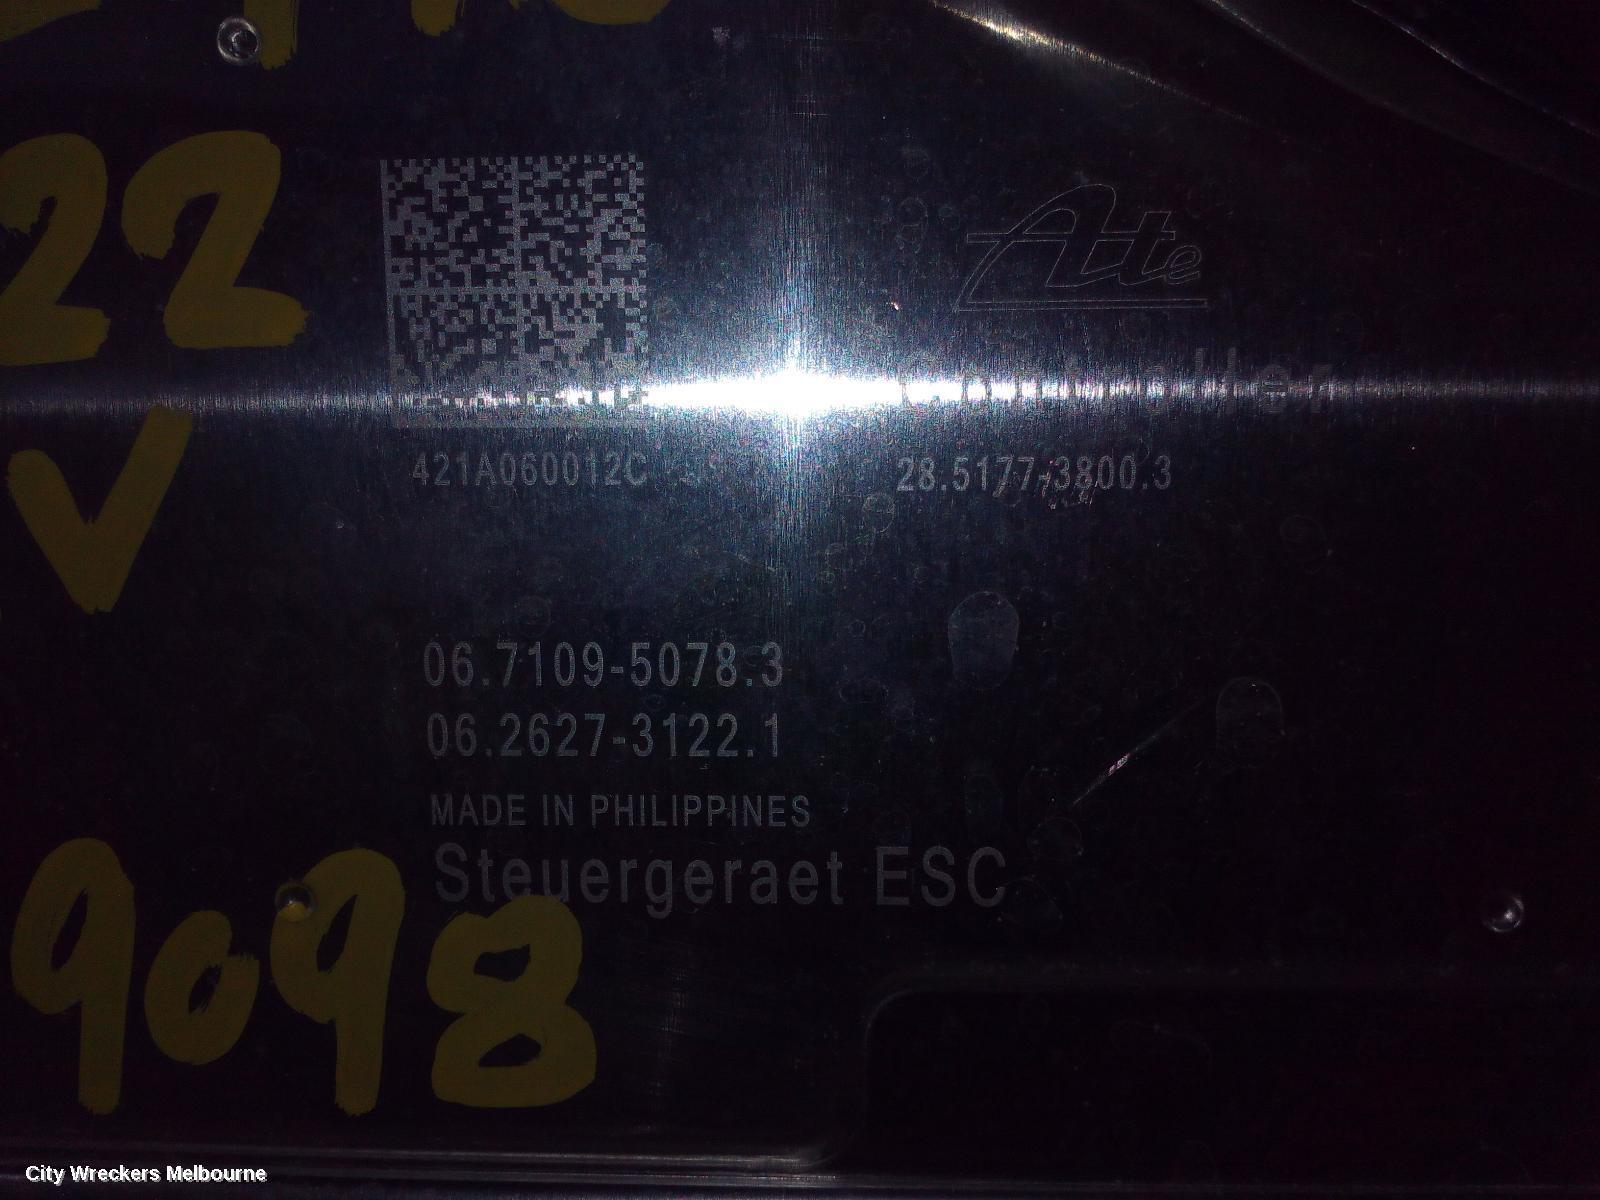 22
Ate
Controller
421A060012C
28.5177-3800.3
V
06.7109-5078.3
06.2627-3122.1
MADE IN PHILIPPINES
Steuergeraet ESC
9098
City Wreckers Melbourne